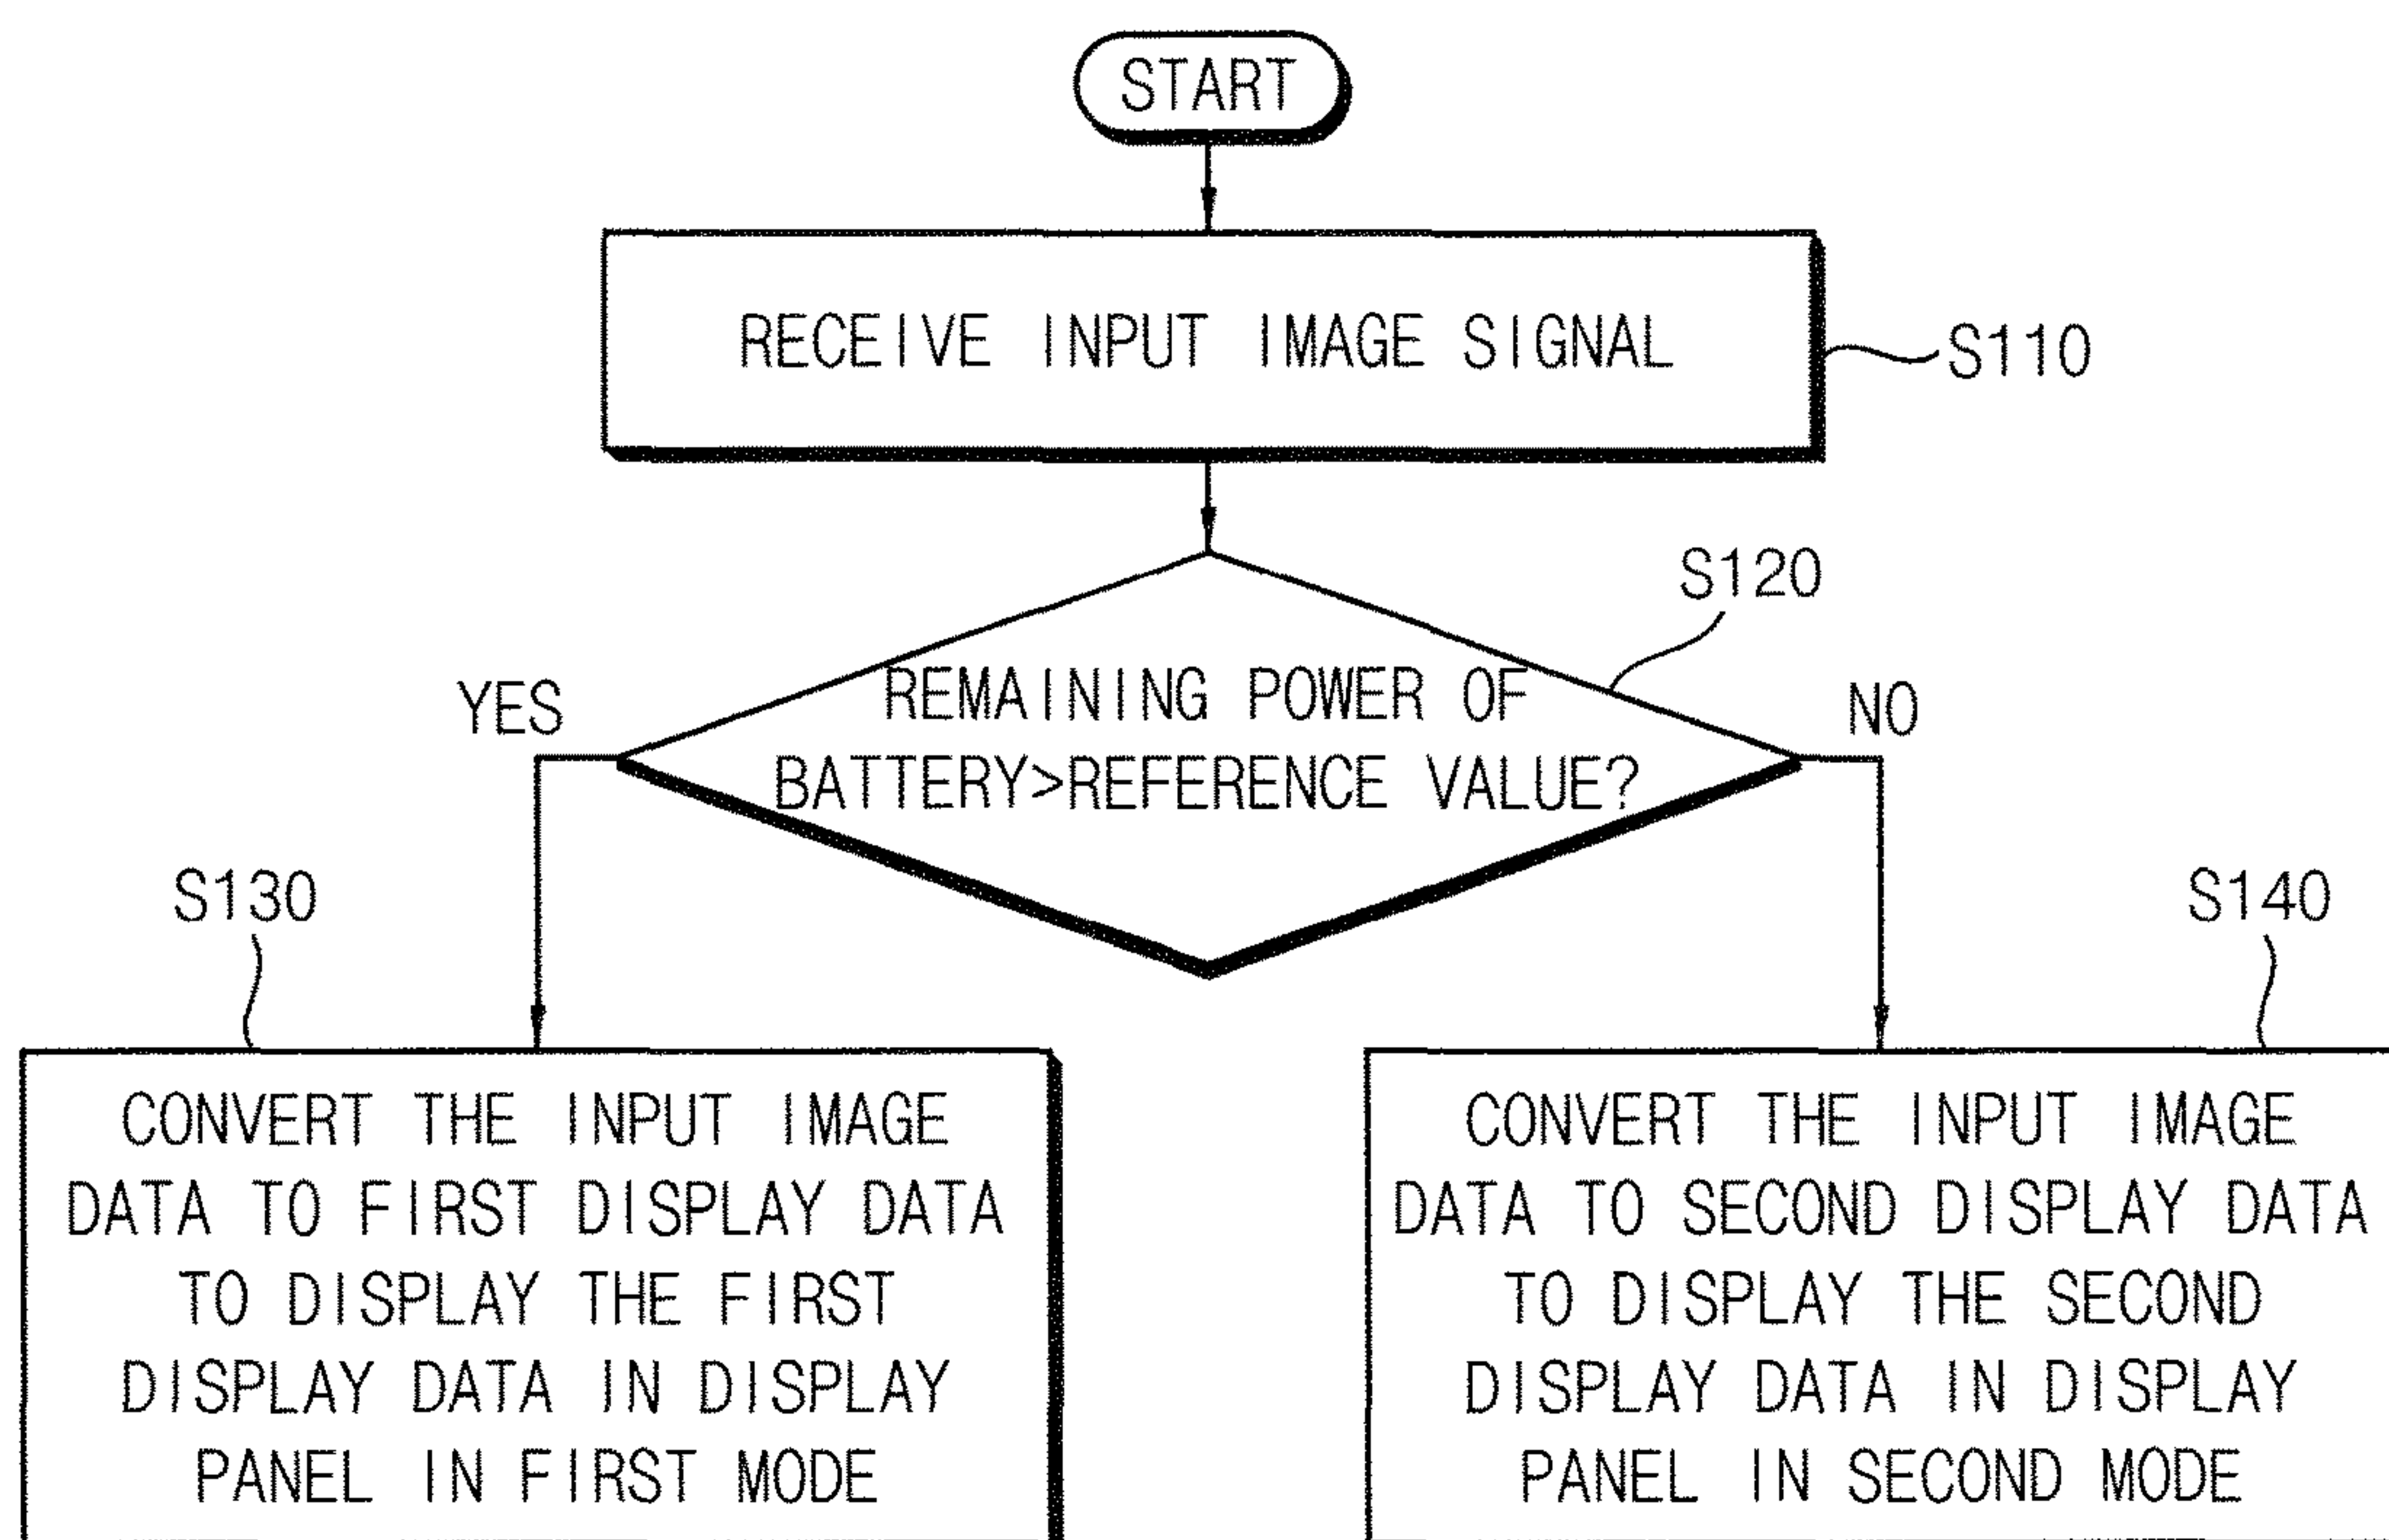 START
RECEIVE INPUT IMAGE SIGNAL
S110
S120
REMAINING POWER OF
BATTERY>REFERENCE VALUE?
YES
NO
S130
CONVERT THE INPUT IMAGE
DATA TO FIRST DISPLAY DATA
TO DISPLAY THE FIRST
DISPLAY DATA IN DISPLAY
PANEL IN FIRST MODE
S140
CONVERT THE INPUT IMAGE
DATA TO SECOND DISPLAY DATA
TO DISPLAY THE SECOND
DISPLAY DATA IN DISPLAY
PANEL IN SECOND MODE